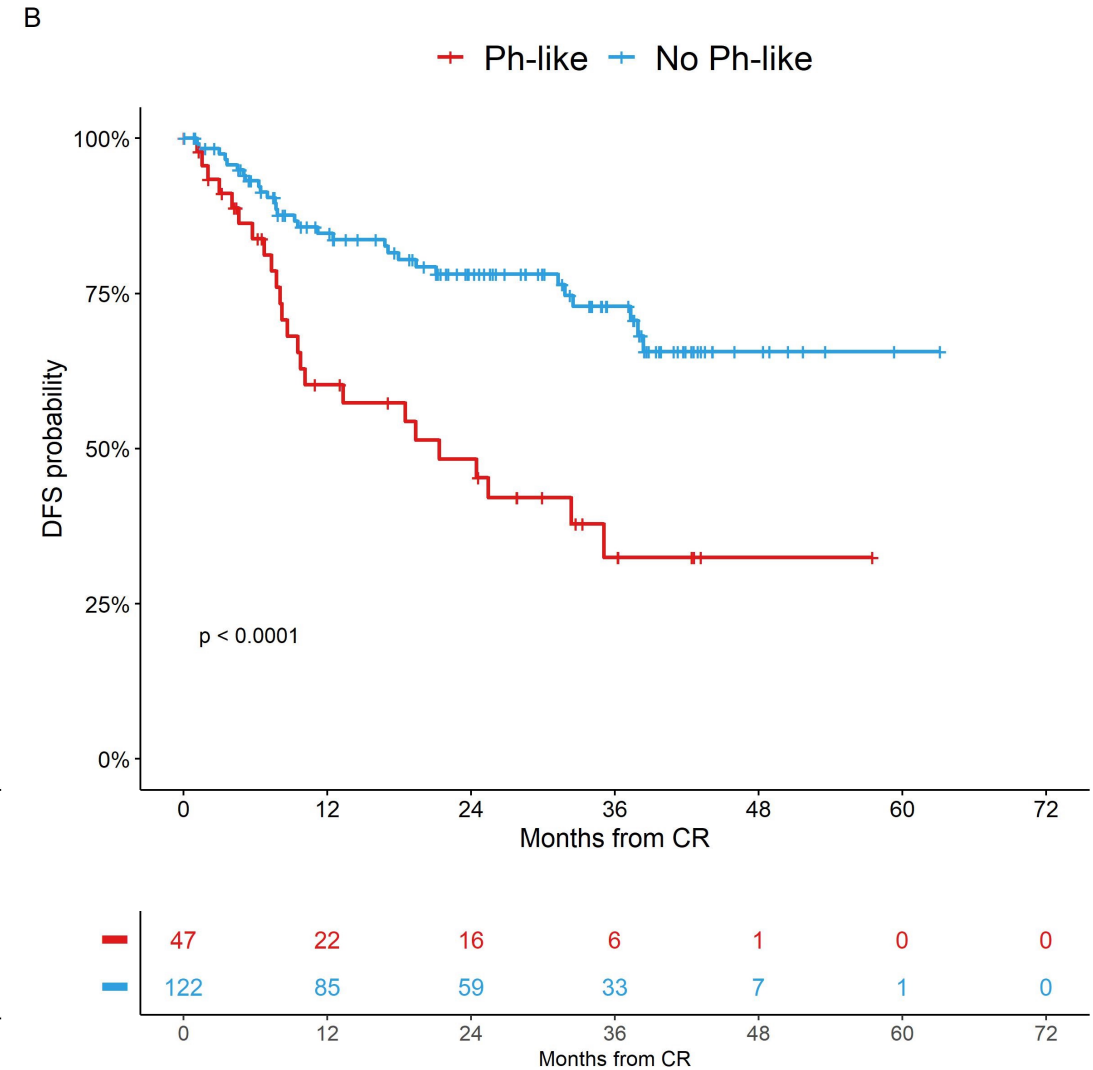 B
Ph-like No Ph-like
100%
75%
50%
25%
0%
DFS probability
p < 0.0001
0 12 24 36 48 60 72
Months from CR
47 22 16 6 1 0 0
122 85 59 33 7 1 0
0 12 24 36 48 60 72
Months from CR